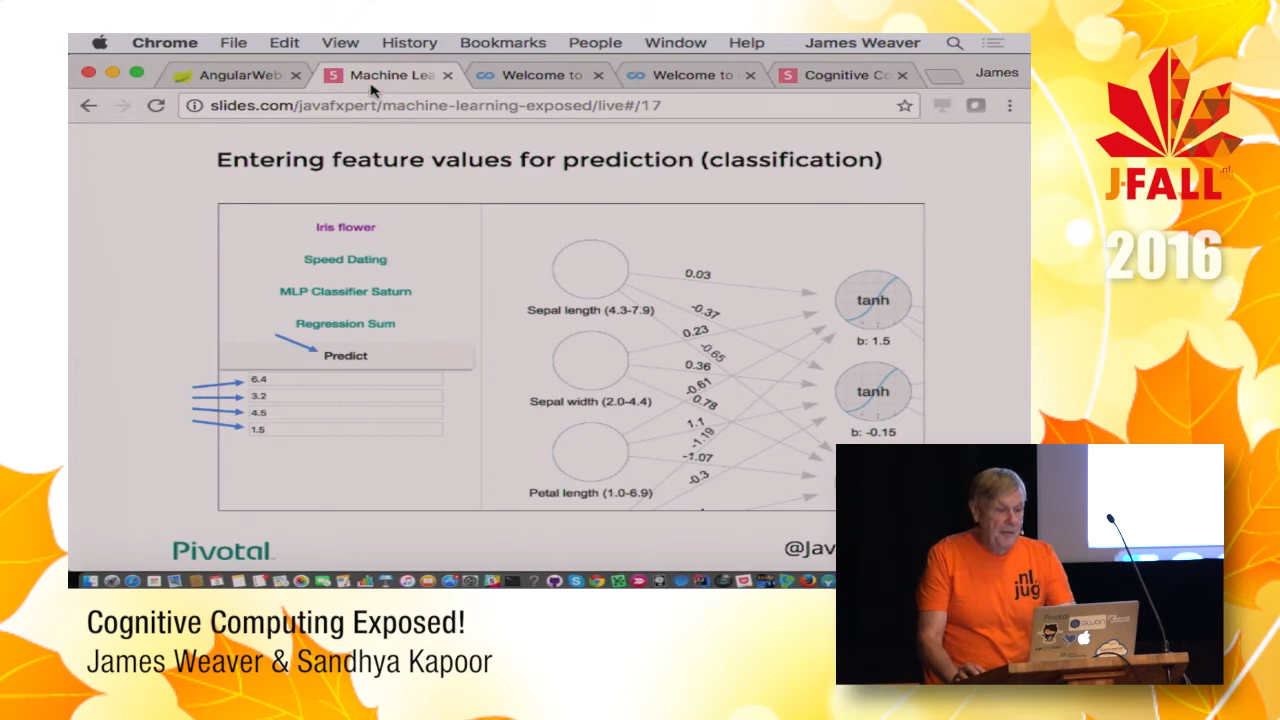 Chrome File Edit View History Bookmarks People Window Help James Weaver
AngularWeb
Machine Lea
Welcome to
Welcome to
Cognitive Co
James
slides.com/javafxpert/machine-learning-exposed/live#/17
Entering feature values for prediction (classification)
Iris flower
Speed Dating
MLP Classifier Saturn
Regression Sum
Predict
6.4
3.2
4.5
1.5
0.03
Sepal length (4.3-7.9)
-0.37
0.23
-0.65
0.36
-0.61
Sepal width (2.0-4.4)
0.78
1.1
-1.19
-1.07
-0.3
Petal length (1.0-6.9)
tanh
b: 1.5
tanh
b: -0.15
Pivotal
@Jav
J-FALL
.nl
2016
.nl
jug
Pivotal
Cognitive Computing Exposed!
James Weaver & Sandhya Kapoor